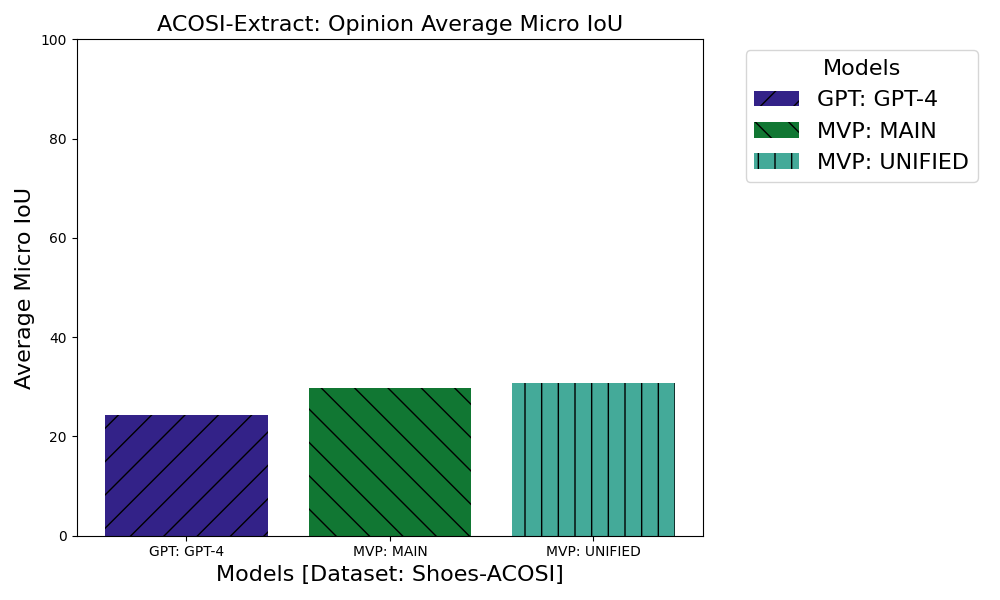 ACOSI-Extract: Opinion Average Micro IoU
Average Micro IoU
100
80
60
40
20
0
GPT: GPT-4
MVP: MAIN
MVP: UNIFIED
Models [Dataset: Shoes-ACOSI]
Models
GPT: GPT-4
MVP: MAIN
MVP: UNIFIED